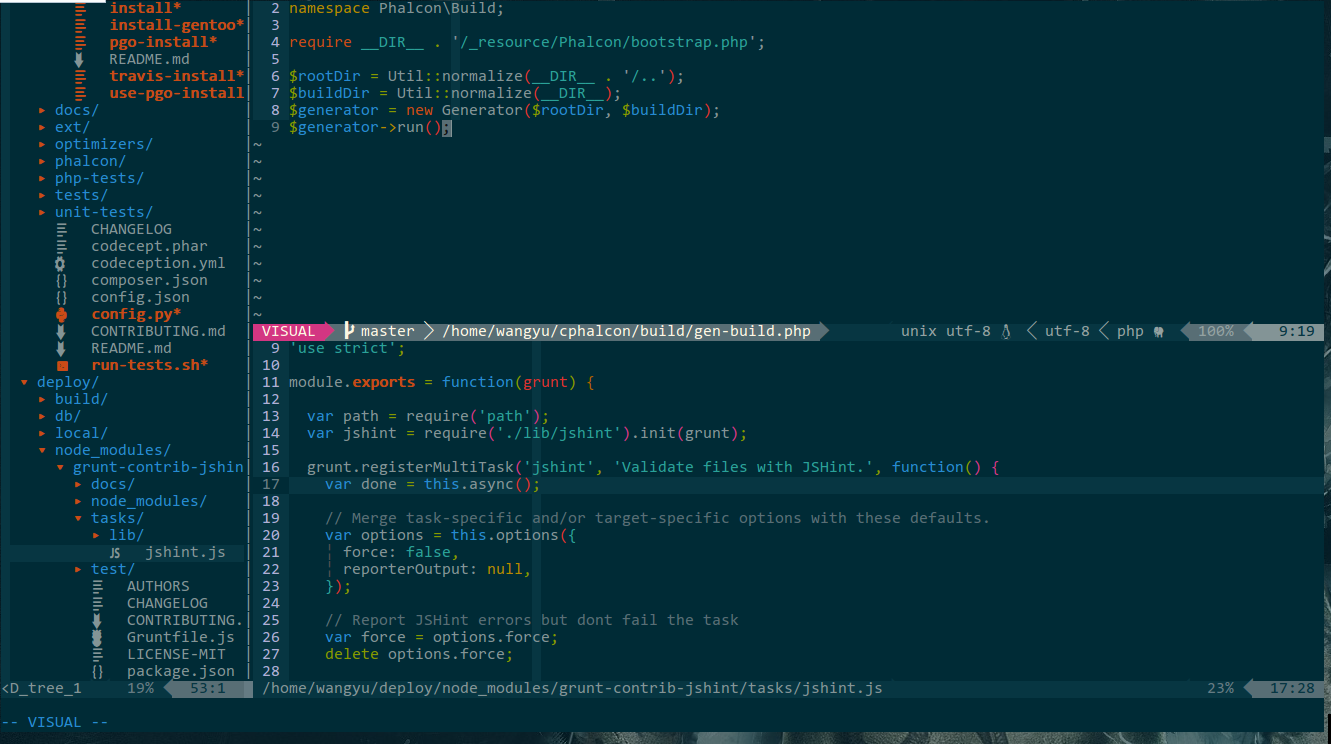 install*
install-gentoo*
pgo-install*
README.md
travis-install*
use-pgo-install
▸ docs/
▸ ext/
▸ optimizers/
▸ phalcon/
▸ php-tests/
▸ tests/
▸ unit-tests/
CHANGELOG
codecept.phar
codeception.yml
{} composer.json
{} config.json
config.py*
CONTRIBUTING.md
README.md
run-tests.sh*
▾ deploy/
▸ build/
▸ db/
▸ local/
▾ node_modules/
▾ grunt-contrib-jshin
▸ docs/
▸ node_modules/
▾ tasks/
▸ lib/
JS jshint.js
▸ test/
AUTHORS
CHANGELOG
CONTRIBUTING.
Gruntfile.js
LICENSE-MIT
{} package.json
<D_tree_1 19% 53:1
2 namespace Phalcon\Build;
3
4 require __DIR__ . '/_resource/Phalcon/bootstrap.php';
5
6 $rootDir = Util::normalize(__DIR__ . '/..');
7 $buildDir = Util::normalize(__DIR__);
8 $generator = new Generator($rootDir, $buildDir);
9 $generator->run();
~
~
~
~
~
~
~
~
~
~
~
VISUAL master /home/wangyu/cphalcon/build/gen-build.php unix utf-8 utf-8 php 100% 9:19
9 'use strict';
10
11 module.exports = function(grunt) {
12
13 var path = require('path');
14 var jshint = require('./lib/jshint').init(grunt);
15
16 grunt.registerMultiTask('jshint', 'Validate files with JSHint.', function() {
17 var done = this.async();
18
19 // Merge task-specific and/or target-specific options with these defaults.
20 var options = this.options({
21 ¦ force: false,
22 ¦ reporterOutput: null,
23 });
24
25 // Report JSHint errors but dont fail the task
26 var force = options.force;
27 delete options.force;
28
/home/wangyu/deploy/node_modules/grunt-contrib-jshint/tasks/jshint.js 23% 17:28
-- VISUAL --